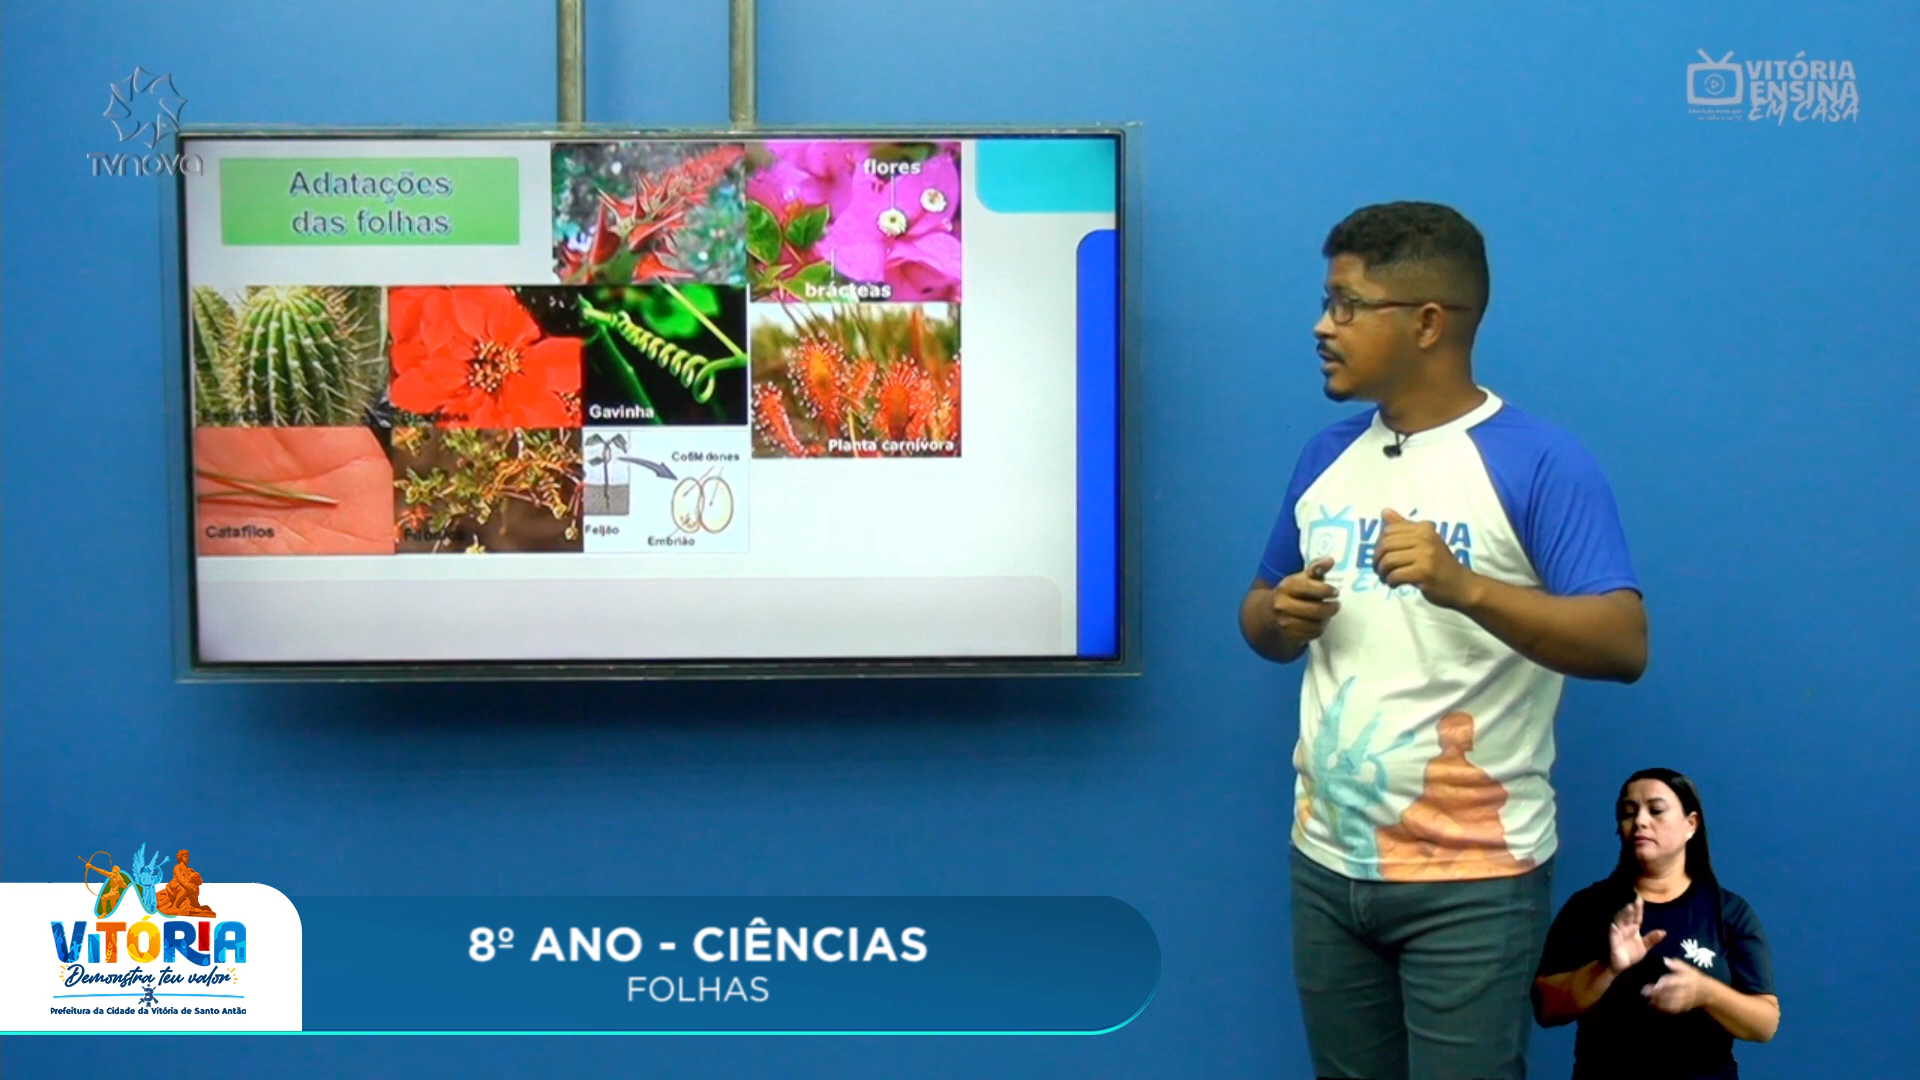 TVNOVA
VITÓRIA
ENSINA
EM CASA
Adatações
das folhas
flores
brácteas
Gavinha
Planta carnívora
Catafilos
Cotilédones
Feijão
Embrião
VITÓRIA
Demonstra teu valor
Prefeitura da Cidade da Vitória de Santo Antão
8º ANO - CIÊNCIAS
FOLHAS